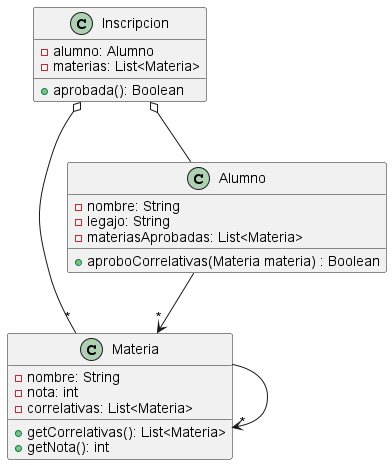 C Inscripcion
alumno: Alumno
materias: List<Materia>
aprobada(): Boolean
C Alumno
nombre: String
legajo: String
materiasAprobadas: List<Materia>
aproboCorrelativas(Materia materia) : Boolean
*
*
C Materia
nombre: String
nota: int
correlativas: List<Materia>
*
getCorrelativas(): List<Materia>
getNota(): int